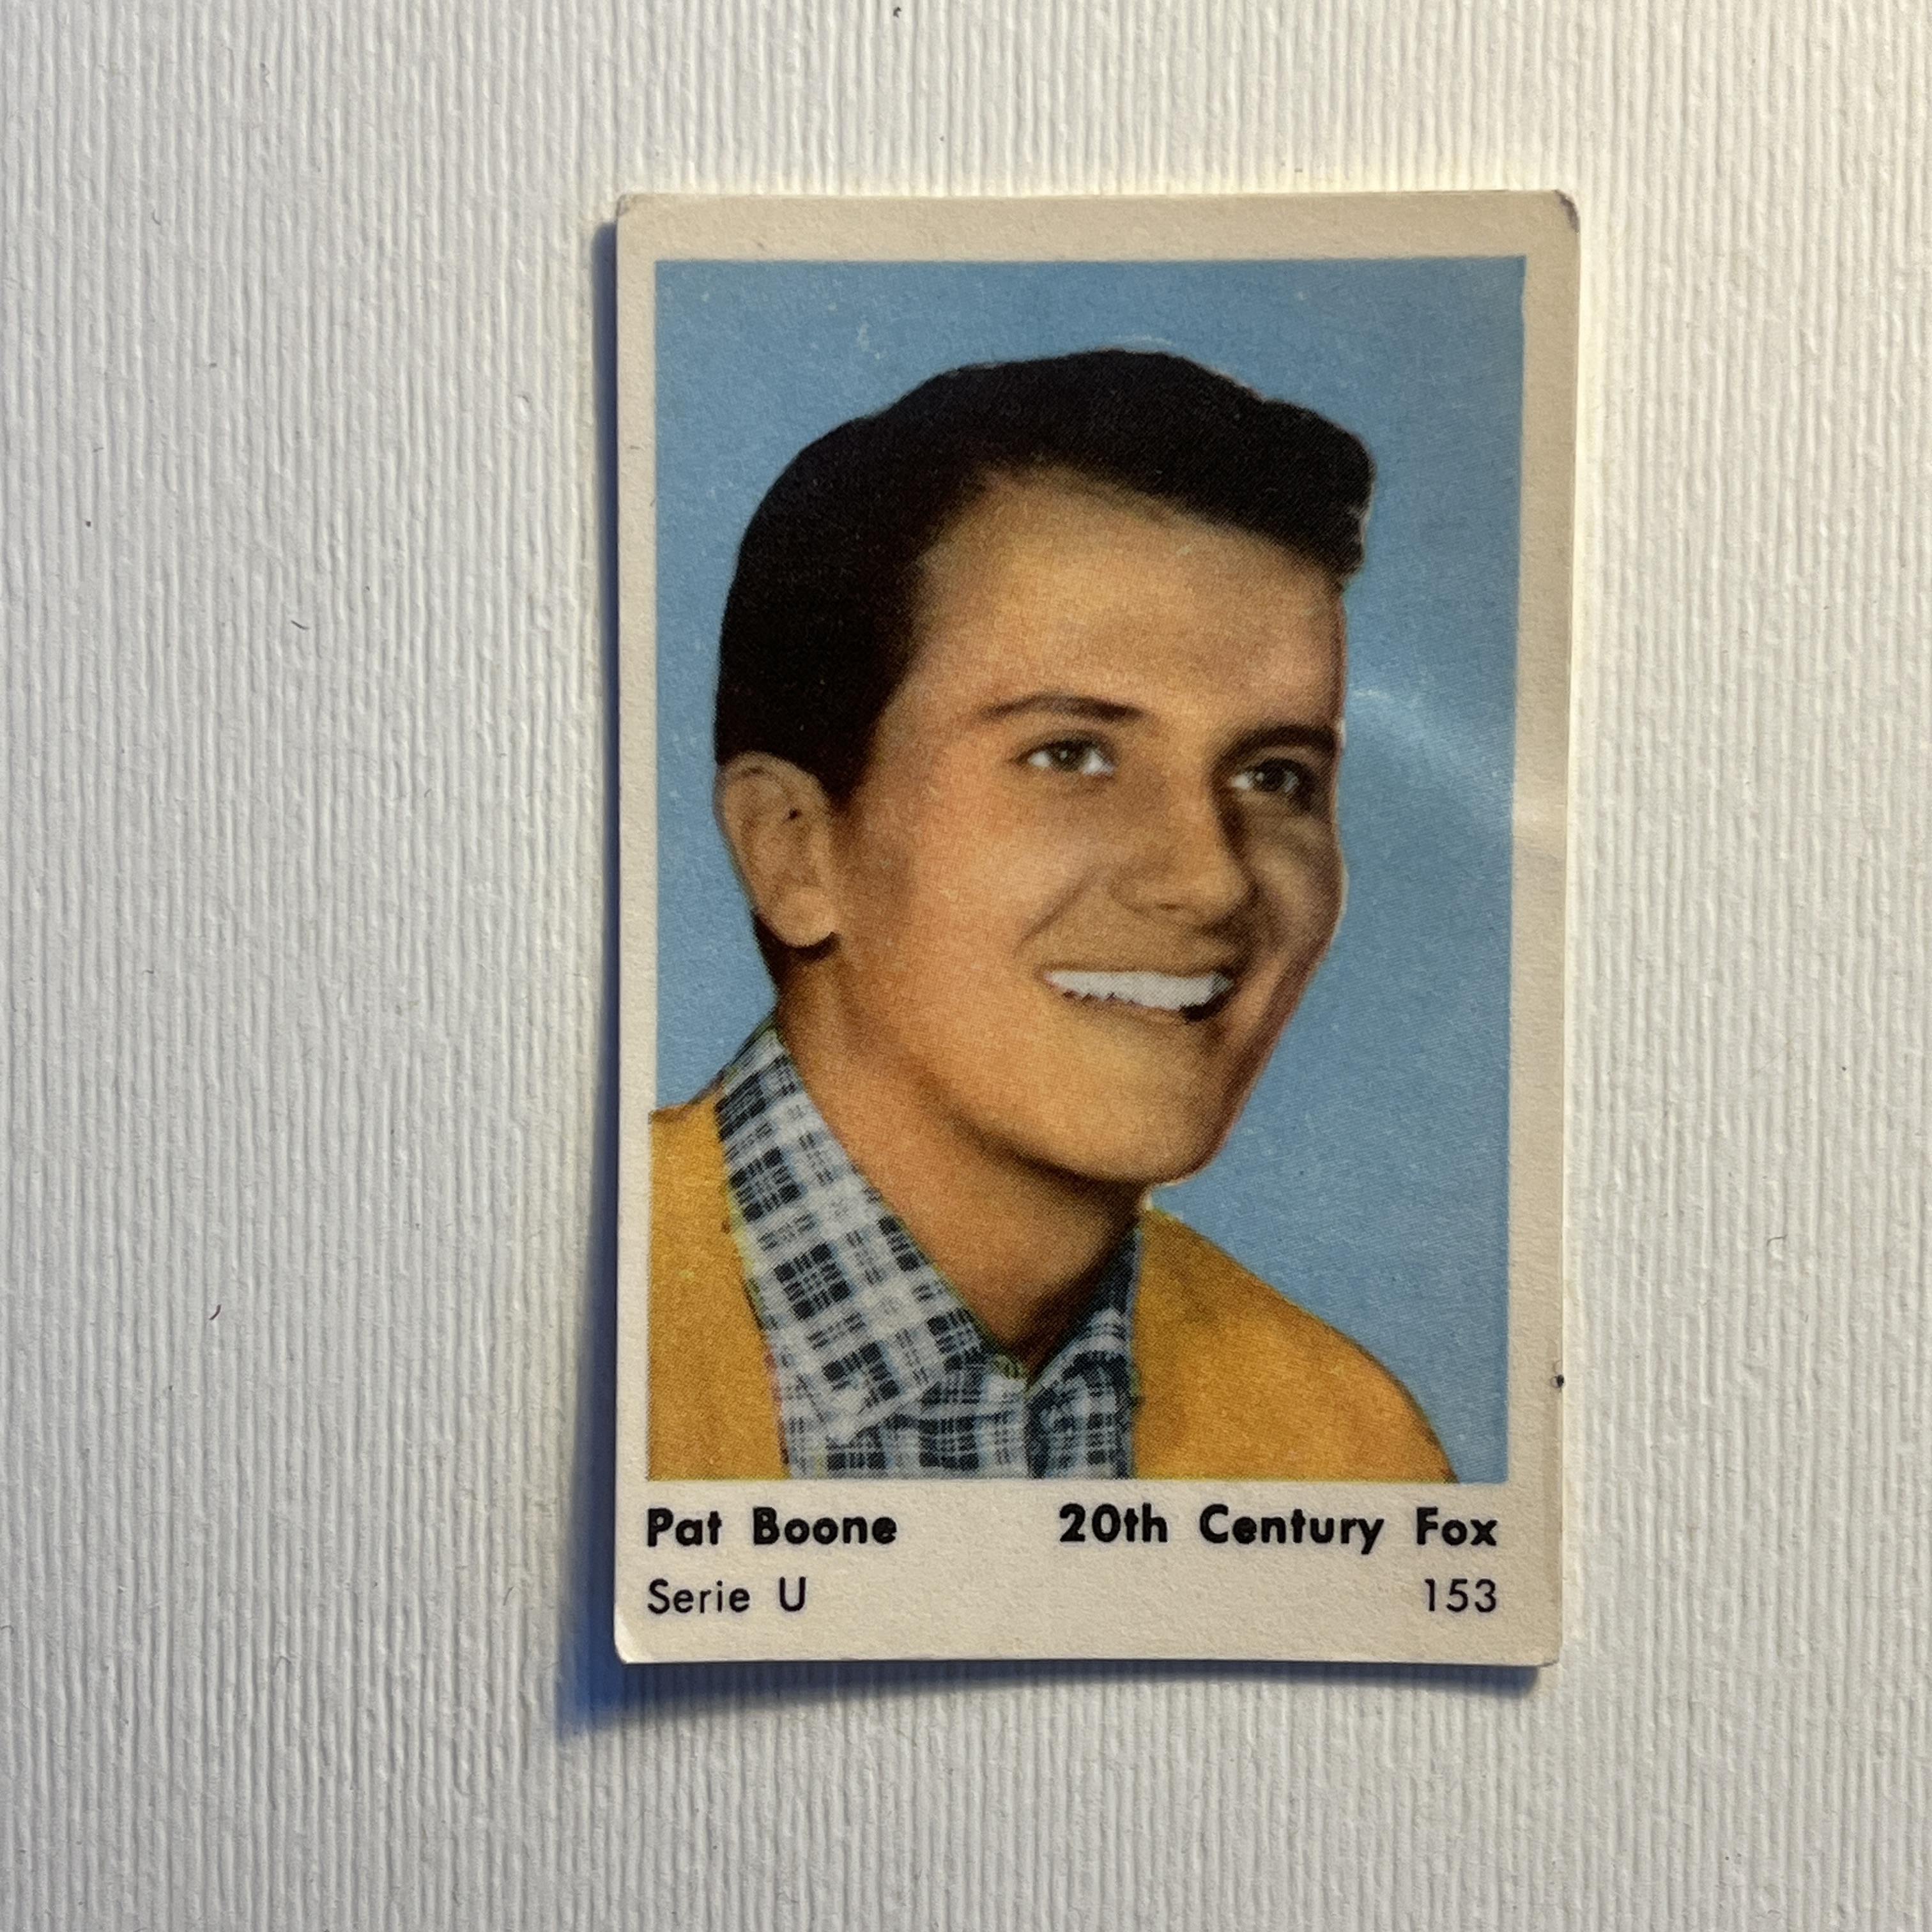 Pat Boone 20th Century Fox
Serie U 153